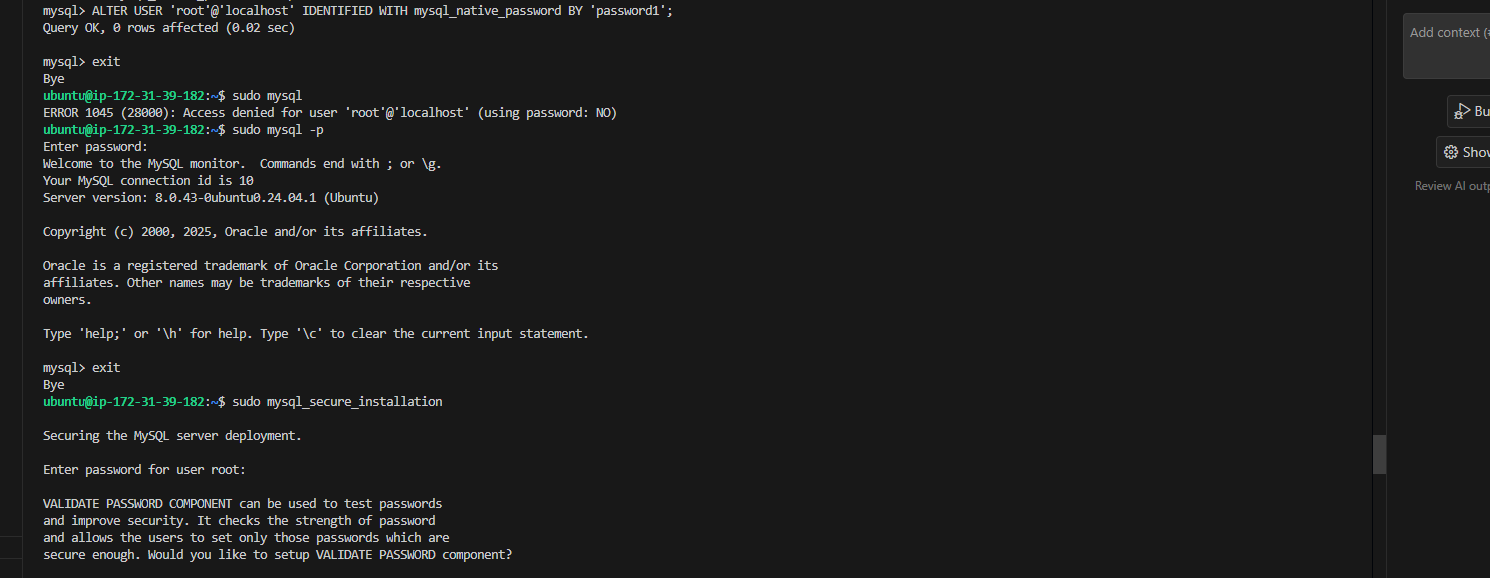 mysql> ALTER USER 'root'@'localhost' IDENTIFIED WITH mysql_native_password BY 'password1';
Query OK, 0 rows affected (0.02 sec)
mysql> exit
Bye
ubuntu@ip-172-31-39-182:~$ sudo mysql
ERROR 1045 (28000): Access denied for user 'root'@'localhost' (using password: NO)
ubuntu@ip-172-31-39-182:~$ sudo mysql -p
Enter password:
Welcome to the MySQL monitor.  Commands end with ; or \g.
Your MySQL connection id is 10
Server version: 8.0.43-0ubuntu0.24.04.1 (Ubuntu)
Copyright (c) 2000, 2025, Oracle and/or its affiliates.
Oracle is a registered trademark of Oracle Corporation and/or its
affiliates. Other names may be trademarks of their respective
owners.
Type 'help;' or '\h' for help. Type '\c' to clear the current input statement.
mysql> exit
Bye
ubuntu@ip-172-31-39-182:~$ sudo mysql_secure_installation
Securing the MySQL server deployment.
Enter password for user root:
VALIDATE PASSWORD COMPONENT can be used to test passwords
and improve security. It checks the strength of password
and allows the users to set only those passwords which are
secure enough. Would you like to setup VALIDATE PASSWORD component?
Add context (
Bu
Show
Review AI outp